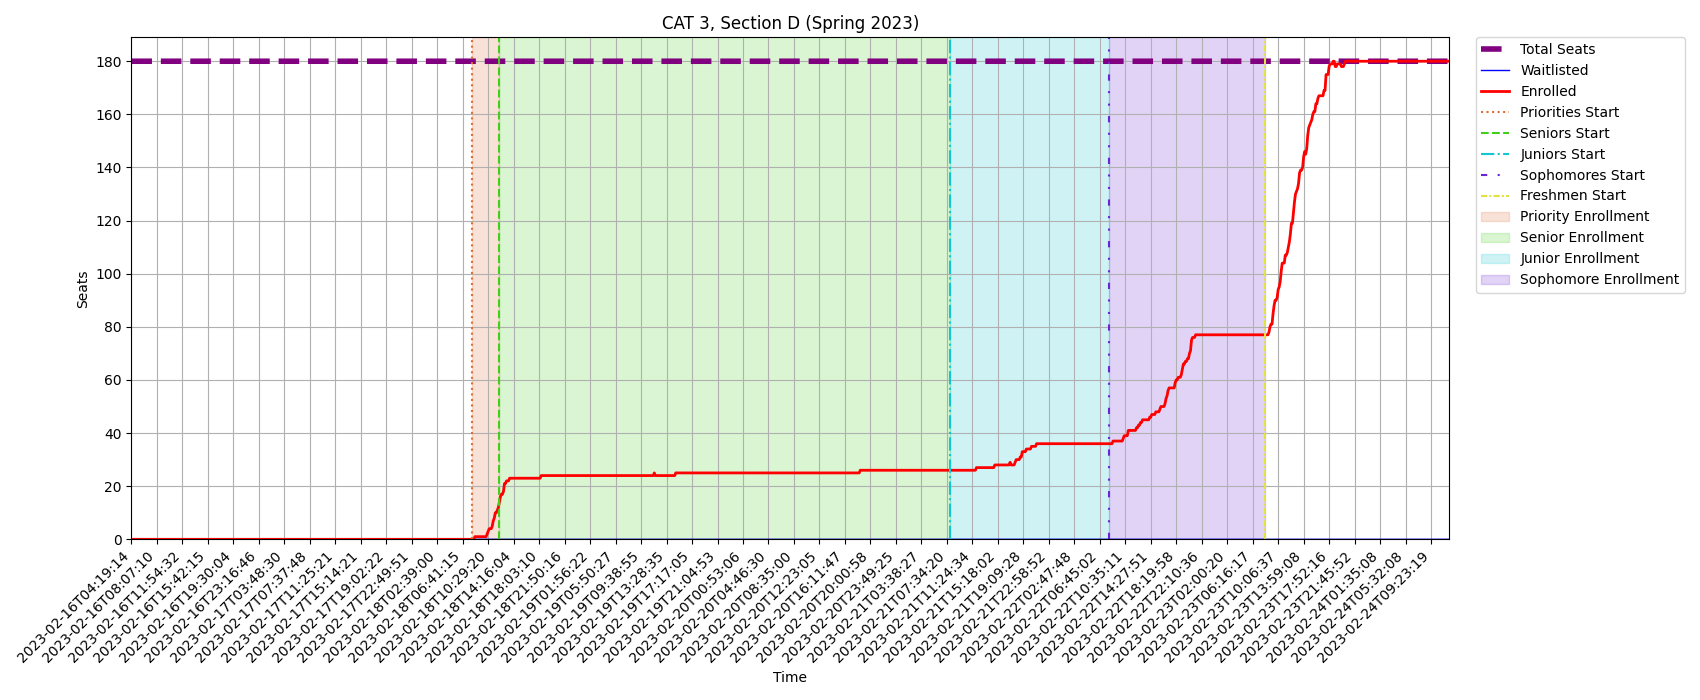 CAT 3, Section D (Spring 2023)
Total Seats
Waitlisted
Enrolled
Priorities Start
Seniors Start
Juniors Start
Sophomores Start
Freshmen Start
Priority Enrollment
Senior Enrollment
Junior Enrollment
Sophomore Enrollment
Seats
180
160
140
120
100
80
60
40
20
0
2023-02-16T04:19:14
2023-02-16T08:07:10
2023-02-16T11:54:32
2023-02-16T15:42:15
2023-02-16T19:30:04
2023-02-16T23:16:46
2023-02-17T03:48:30
2023-02-17T07:37:48
2023-02-17T11:25:21
2023-02-17T15:14:21
2023-02-17T19:02:22
2023-02-17T22:49:51
2023-02-18T02:39:00
2023-02-18T06:41:15
2023-02-18T10:29:20
2023-02-18T14:16:04
2023-02-18T18:03:10
2023-02-18T21:50:16
2023-02-19T01:56:22
2023-02-19T05:50:27
2023-02-19T09:38:55
2023-02-19T13:28:35
2023-02-19T17:17:05
2023-02-19T21:04:53
2023-02-20T00:53:06
2023-02-20T04:46:30
2023-02-20T08:35:00
2023-02-20T12:23:05
2023-02-20T16:11:47
2023-02-20T20:00:58
2023-02-20T23:49:25
2023-02-21T03:38:27
2023-02-21T07:34:20
2023-02-21T11:24:34
2023-02-21T15:18:02
2023-02-21T19:09:28
2023-02-21T22:58:52
2023-02-22T02:47:48
2023-02-22T06:45:02
2023-02-22T10:35:11
2023-02-22T14:27:51
2023-02-22T18:19:58
2023-02-22T22:10:36
2023-02-23T02:00:20
2023-02-23T06:16:17
2023-02-23T10:06:37
2023-02-23T13:59:08
2023-02-23T17:52:16
2023-02-23T21:45:52
2023-02-24T01:35:08
2023-02-24T05:32:08
2023-02-24T09:23:19
Time